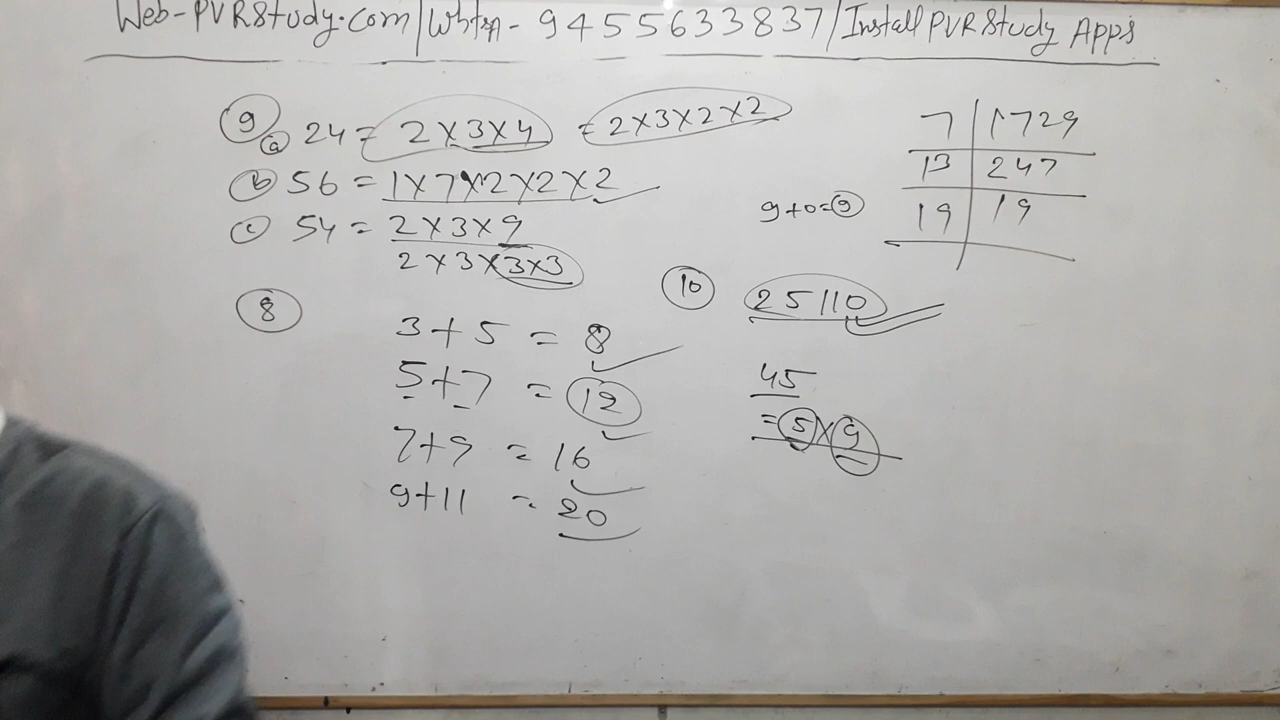 Web-PVRStudy.com/Whtsn-9455633837/Install PVR Study Apps
9
a 24 = 2×3×4 = 2×3×2×2
b 56 = 1×7×2×2×2
c 54 = 2×3×9
2×3×3×3
7 | 1729
13 | 247
19 | 19
9+0=9
8
3+5 = 8
5+7 = 12
7+9 = 16
9+11 = 20
10 25110
45
= 5×9